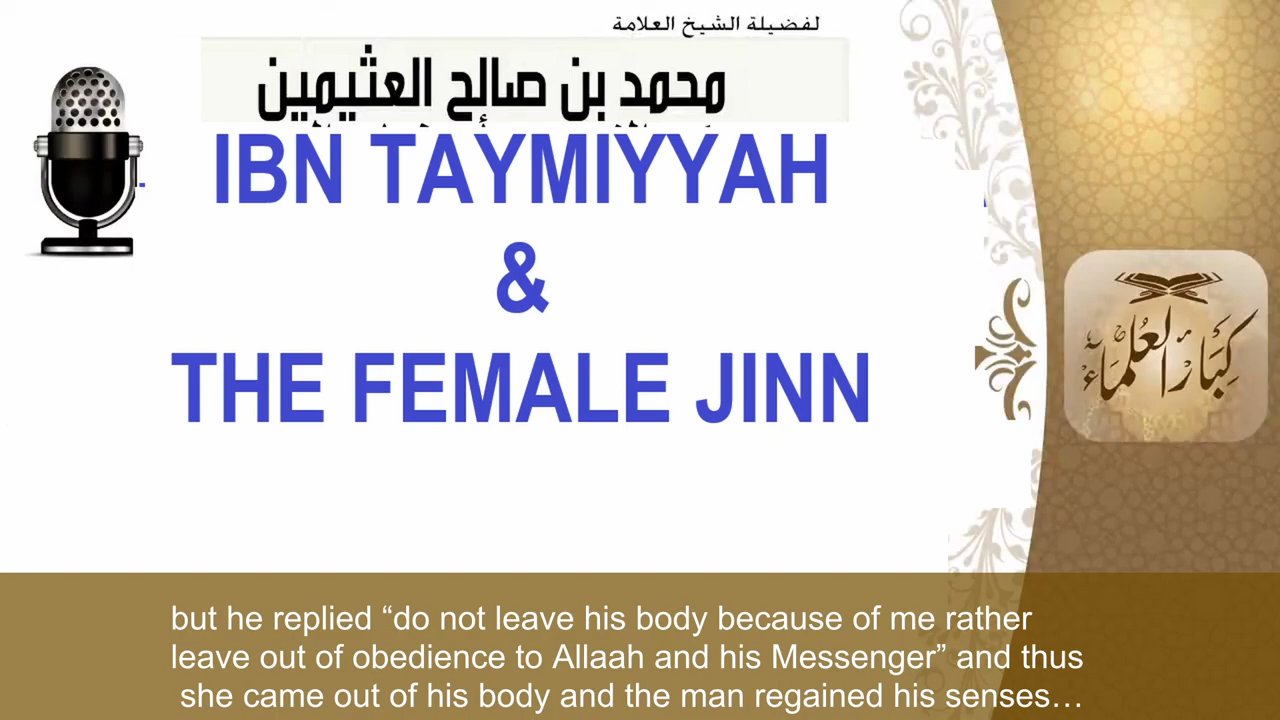 لفضيلة الشيخ العلامة
محمد بن صالح العثيمين
IBN TAYMIYYAH
&
THE FEMALE JINN
كبار العلماء
but he replied “do not leave his body because of me rather
leave out of obedience to Allaah and his Messenger” and thus
she came out of his body and the man regained his senses…